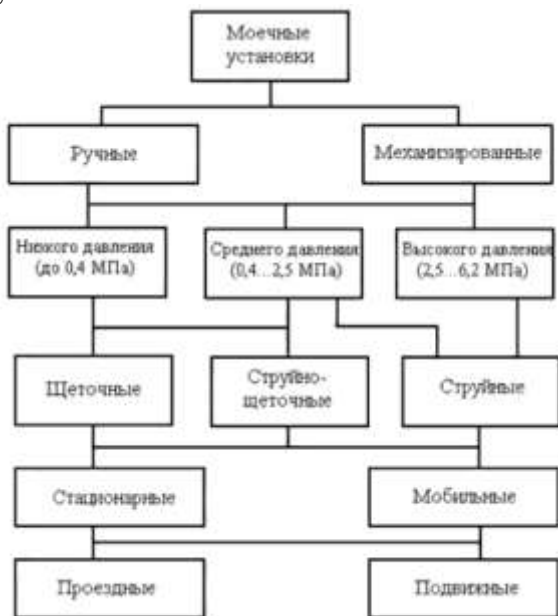 Моечные
установки
Ручные
Механизированные
Низкого давления
(до 0,4 МПа)
Среднего давления
(0,4...2,5 МПа)
Высокого давления
(2,5...6,2 МПа)
Щеточные
Струйно-
щеточные
Струйные
Стационарные
Мобильные
Проездные
Подвижные